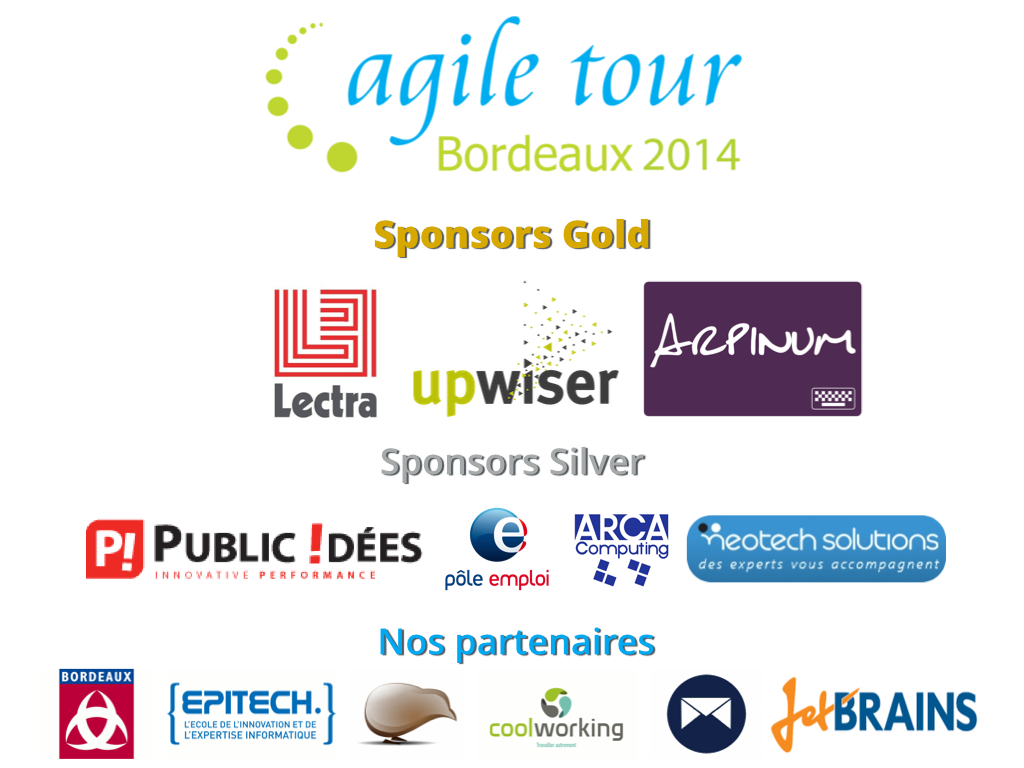 agile tour
Bordeaux 2014
Sponsors Gold
Lectra
upwiser
ARPINUM
Sponsors Silver
P!
PUBLIC !DÉES
INNOVATIVE PERFORMANCE
e
pôle emploi
ARCA
Computing
neotech solutions
des experts vous accompagnent
Nos partenaires
BORDEAUX
{EPITECH.}
L'ECOLE DE L'INNOVATION ET DE
L'EXPERTISE INFORMATIQUE
coolworking
Travailler autrement
JetBRAINS